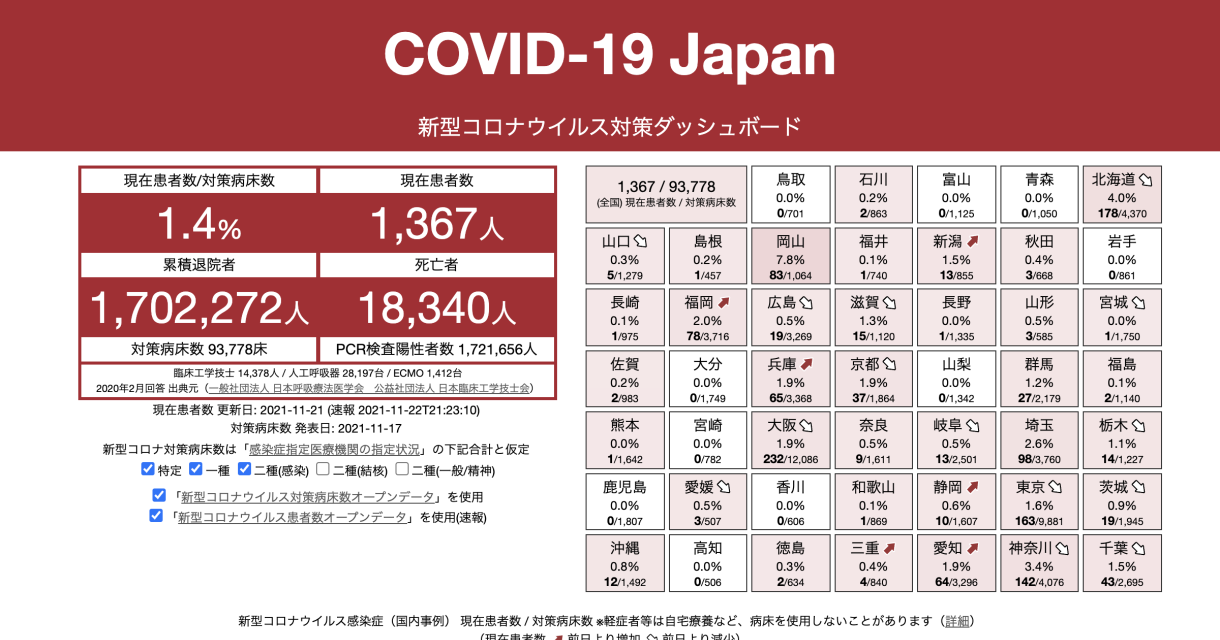 COVID-19 Japan
新型コロナウイルス対策ダッシュボード
現在患者数/対策病床数 現在患者数
1.4% 1,367人
累積退院者 死亡者
1,702,272人 18,340人
対策病床数 93,778床 PCR検査陽性者数 1,721,656人
臨床工学技士 14,378人 / 人工呼吸器 28,197台 / ECMO 1,412台
2020年2月回答 出典元（一般社団法人 日本呼吸療法医学会　公益社団法人 日本臨床工学技士会）
現在患者数 更新日: 2021-11-21 (速報 2021-11-22T21:23:10)
対策病床数 発表日: 2021-11-17
新型コロナ対策病床数は「感染症指定医療機関の指定状況」の下記合計と仮定
特定 一種 二種(感染) 二種(結核) 二種(一般/精神)
「新型コロナウイルス対策病床数オープンデータ」を使用
「新型コロナウイルス患者数オープンデータ」を使用(速報)
1,367 / 93,778
(全国) 現在患者数 / 対策病床数
鳥取 石川 富山 青森 北海道
0.0% 0.2% 0.0% 0.0% 4.0%
0/701 2/863 0/1,125 0/1,050 178/4,370
山口 島根 岡山 福井 新潟 秋田 岩手
0.3% 0.2% 7.8% 0.1% 1.5% 0.4% 0.0%
5/1,279 1/457 83/1,064 1/740 13/855 3/668 0/861
長崎 福岡 広島 滋賀 長野 山形 宮城
0.1% 2.0% 0.5% 1.3% 0.0% 0.5% 0.0%
1/975 78/3,716 19/3,269 15/1,120 1/1,335 3/585 1/1,750
佐賀 大分 兵庫 京都 山梨 群馬 福島
0.2% 0.0% 1.9% 1.9% 0.0% 1.2% 0.1%
2/983 0/1,749 65/3,368 37/1,864 0/1,342 27/2,179 2/1,140
熊本 宮崎 大阪 奈良 岐阜 埼玉 栃木
0.0% 0.0% 1.9% 0.5% 0.5% 2.6% 1.1%
1/1,642 0/782 232/12,086 9/1,611 13/2,501 98/3,760 14/1,227
鹿児島 愛媛 香川 和歌山 静岡 東京 茨城
0.0% 0.5% 0.0% 0.1% 0.6% 1.6% 0.9%
0/1,807 3/507 0/606 1/869 10/1,607 163/9,881 19/1,945
沖縄 高知 徳島 三重 愛知 神奈川 千葉
0.8% 0.0% 0.3% 0.4% 1.9% 3.4% 1.5%
12/1,492 0/506 2/634 4/840 64/3,296 142/4,076 43/2,695
新型コロナウイルス感染症（国内事例） 現在患者数 / 対策病床数 ※軽症者等は自宅療養など、病床を使用しないことがあります（詳細）
（現在患者数 前日より増加 前日より減少）